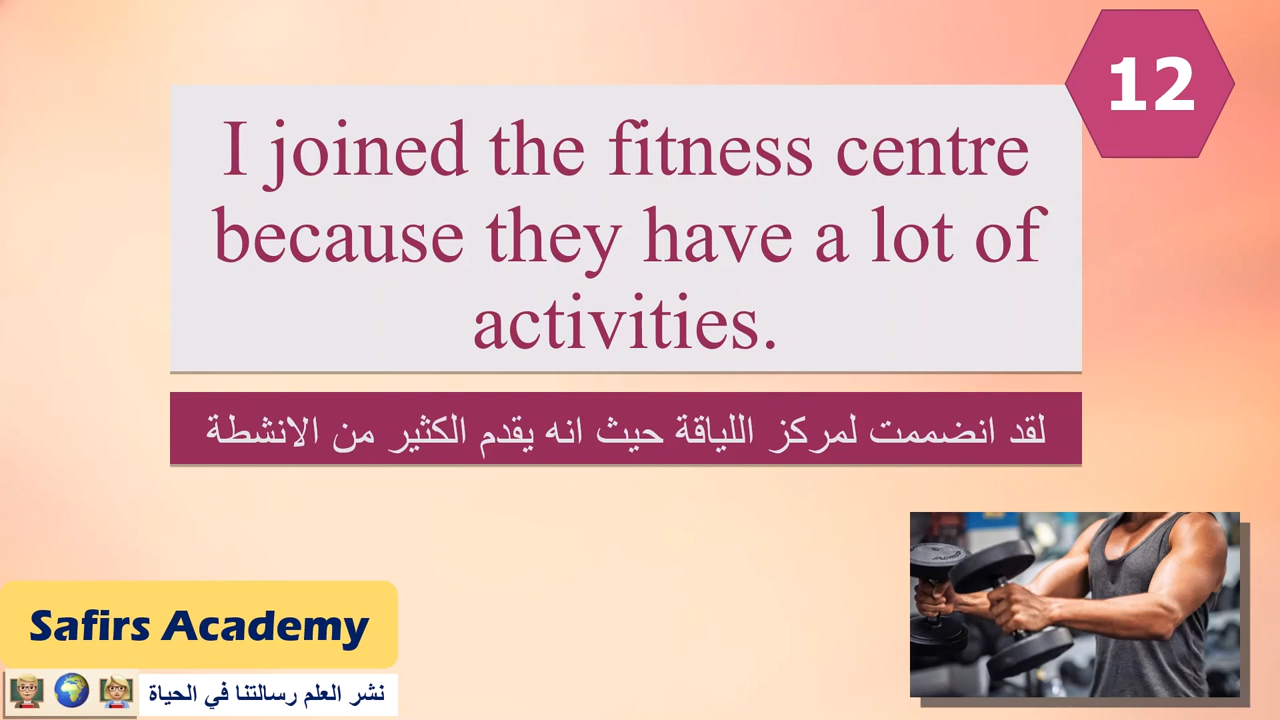 12
I joined the fitness centre
because they have a lot of
activities.
لقد انضممت لمركز اللياقة حيث انه يقدم الكثير من الانشطة
Safirs Academy
نشر العلم رسالتنا في الحياة